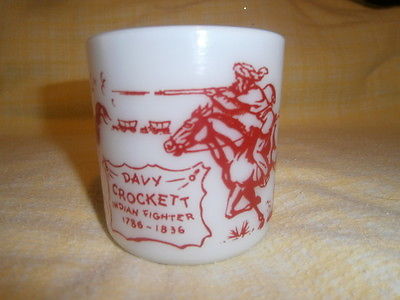 DAVY
CROCKETT
INDIAN FIGHTER
1786 - 1836